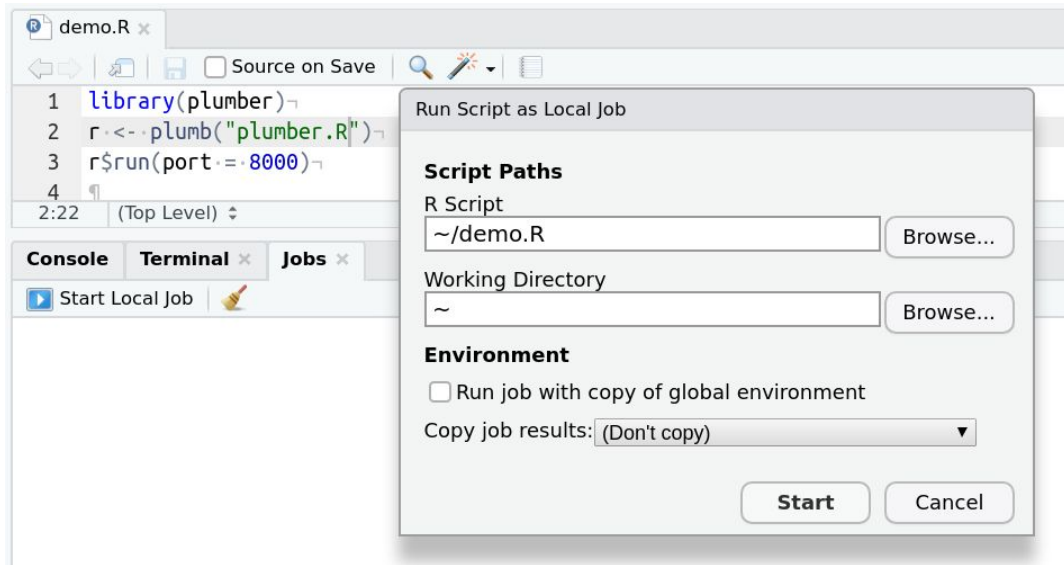 demo.R
Source on Save
1 library(plumber)¬
2 r·<-·plumb("plumber.R")¬
3 r$run(port·=·8000)¬
4 ¶
2:22 (Top Level)
Console Terminal Jobs
Start Local Job
Run Script as Local Job
Script Paths
R Script
~/demo.R Browse...
Working Directory
~ Browse...
Environment
Run job with copy of global environment
Copy job results: (Don't copy)
Start Cancel